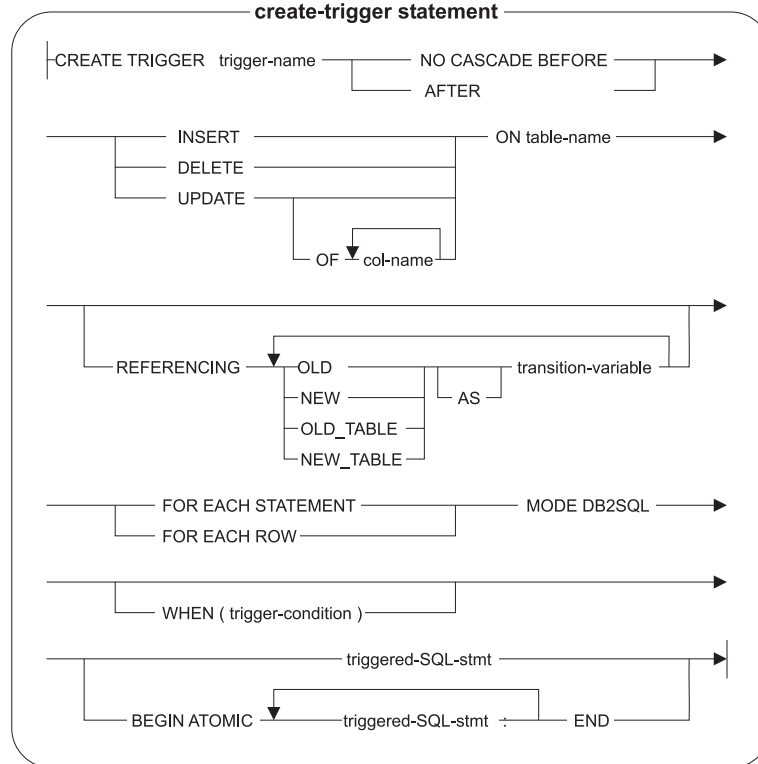 create-trigger statement
CREATE TRIGGER trigger-name NO CASCADE BEFORE
AFTER
INSERT ON table-name
DELETE
UPDATE
OF col-name
REFERENCING OLD transition-variable
NEW AS
OLD_TABLE
NEW_TABLE
FOR EACH STATEMENT MODE DB2SQL
FOR EACH ROW
WHEN ( trigger-condition )
triggered-SQL-stmt
BEGIN ATOMIC triggered-SQL-stmt : END